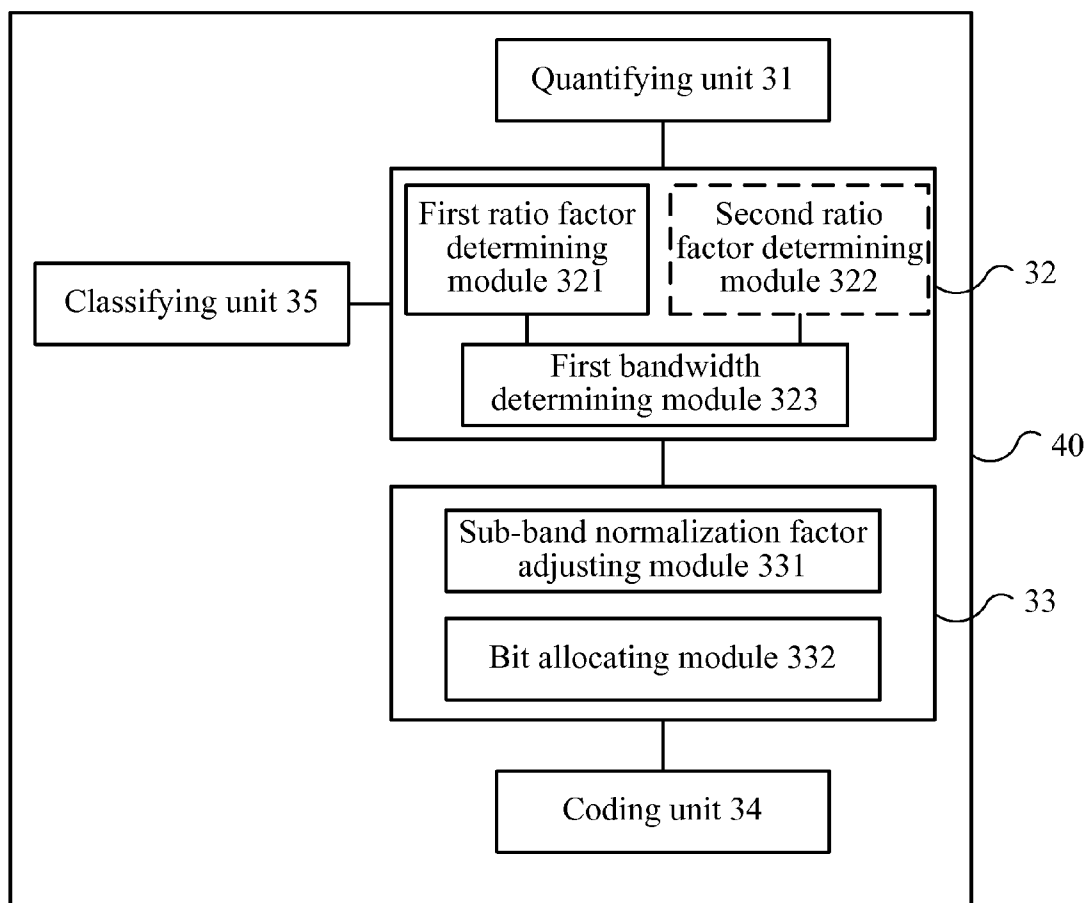 Quantifying unit 31
First ratio factor
determining
module 321
Second ratio
factor determining
module 322
32
Classifying unit 35
First bandwidth
determining module 323
40
Sub-band normalization factor
adjusting module 331
33
Bit allocating module 332
Coding unit 34